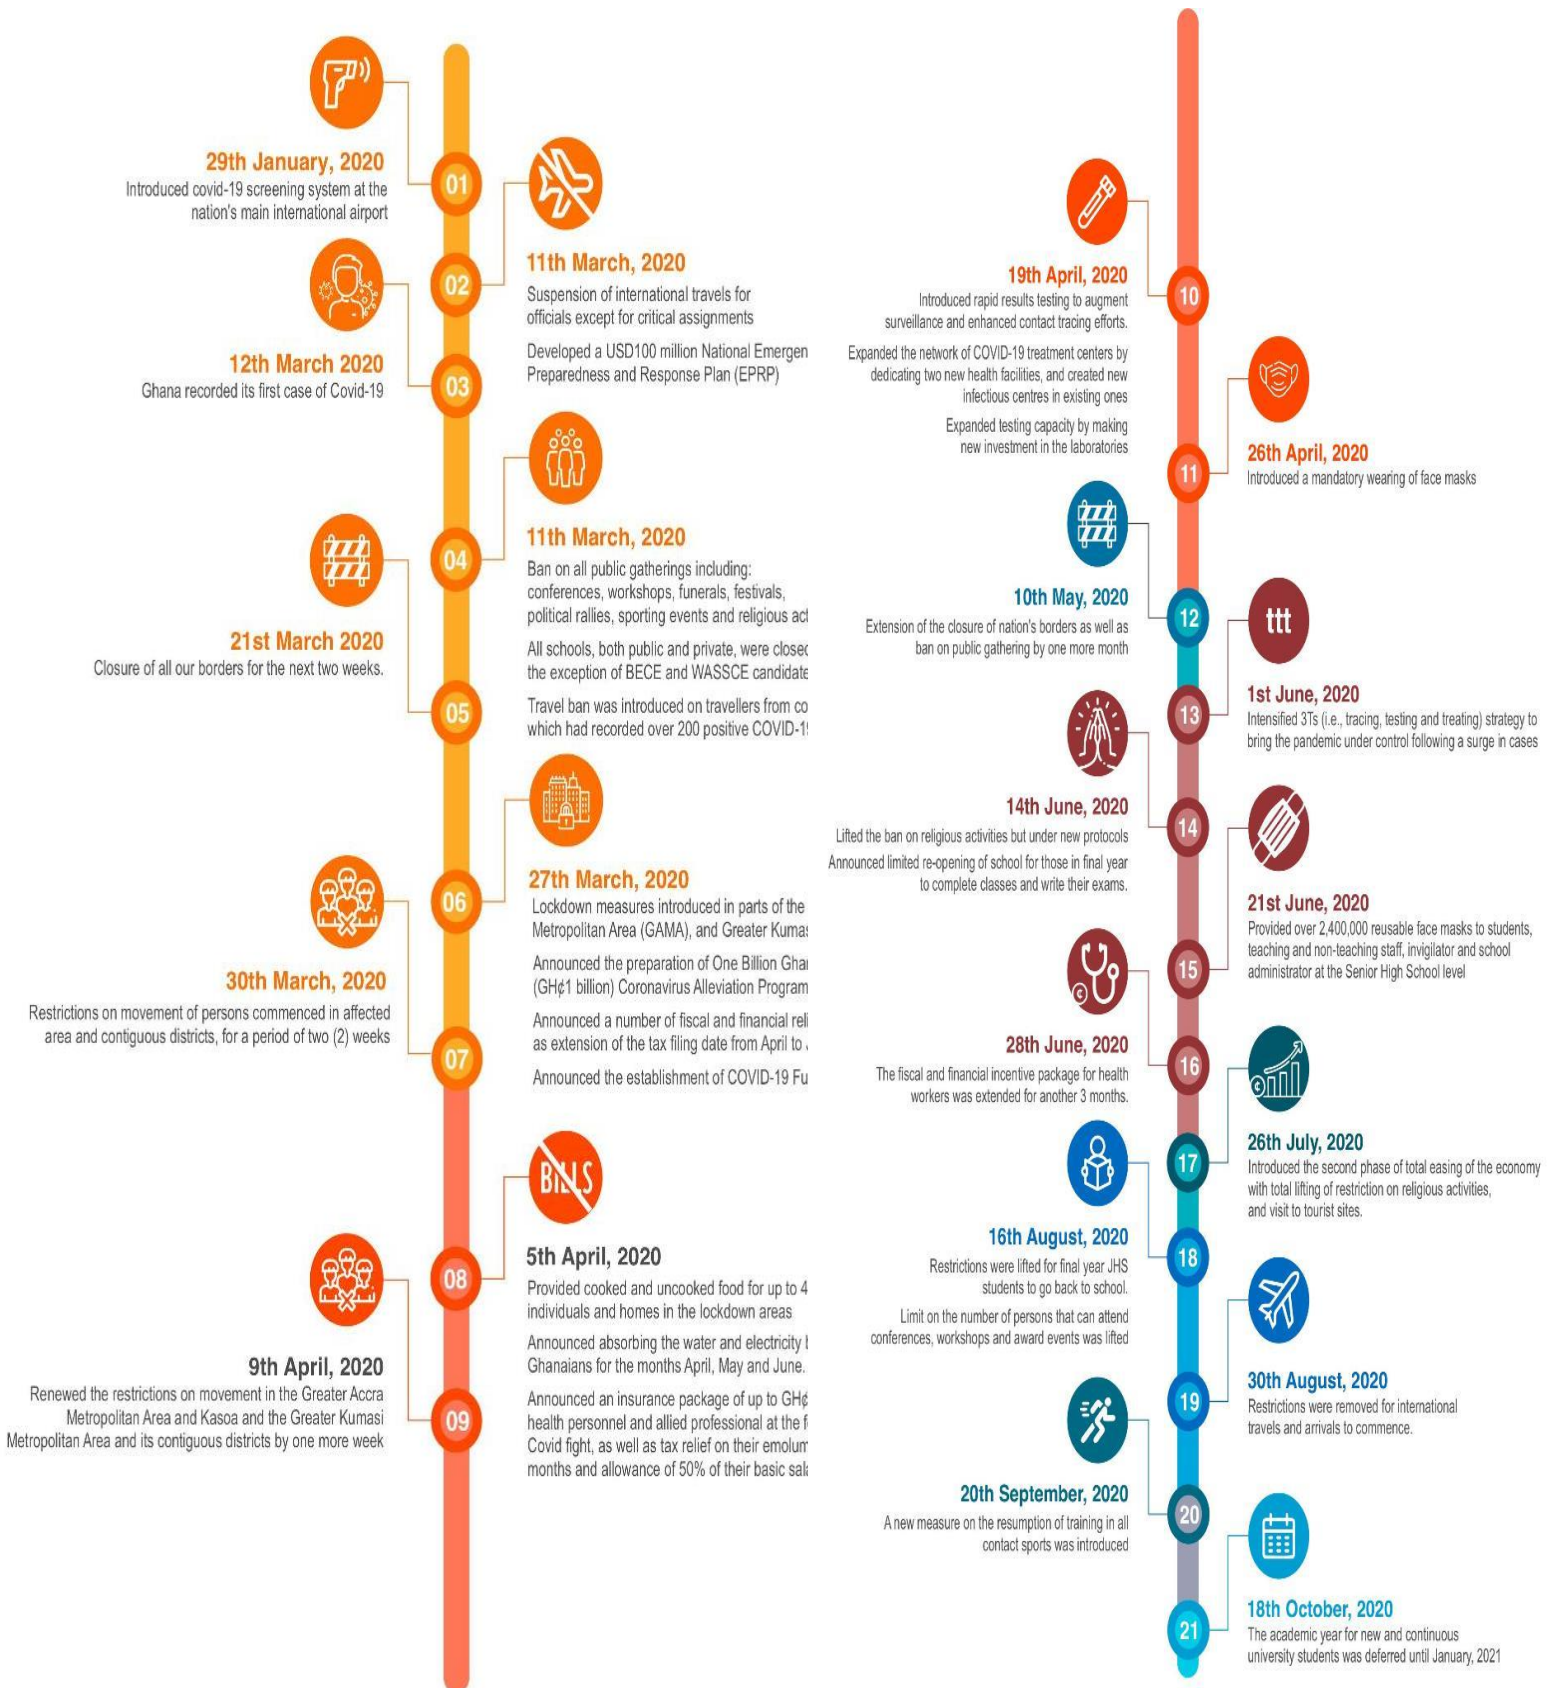 29th January, 2020
Introduced covid-19 screening system at the
nation's main international airport
01
11th March, 2020
Suspension of international travels for
officials except for critical assignments
Developed a USD100 million National Emergen
Preparedness and Response Plan (EPRP)
02
12th March 2020
Ghana recorded its first case of Covid-19
03
11th March, 2020
Ban on all public gatherings including:
conferences, workshops, funerals, festivals,
political rallies, sporting events and religious act
All schools, both public and private, were closed
the exception of BECE and WASSCE candidate
Travel ban was introduced on travellers from co
which had recorded over 200 positive COVID-19
04
21st March 2020
Closure of all our borders for the next two weeks.
05
27th March, 2020
Lockdown measures introduced in parts of the
Metropolitan Area (GAMA), and Greater Kumas
Announced the preparation of One Billion Ghan
(GH¢1 billion) Coronavirus Alleviation Program
Announced a number of fiscal and financial reli
as extension of the tax filing date from April to
Announced the establishment of COVID-19 Fu
06
30th March, 2020
Restrictions on movement of persons commenced in affected
area and contiguous districts, for a period of two (2) weeks
07
BILLS
5th April, 2020
Provided cooked and uncooked food for up to 4
individuals and homes in the lockdown areas
Announced absorbing the water and electricity
Ghanaians for the months April, May and June.
Announced an insurance package of up to GH¢
health personnel and allied professional at the f
Covid fight, as well as tax relief on their emolum
months and allowance of 50% of their basic sala
08
9th April, 2020
Renewed the restrictions on movement in the Greater Accra
Metropolitan Area and Kasoa and the Greater Kumasi
Metropolitan Area and its contiguous districts by one more week
09
19th April, 2020
Introduced rapid results testing to augment
surveillance and enhanced contact tracing efforts.
Expanded the network of COVID-19 treatment centers by
dedicating two new health facilities, and created new
infectious centres in existing ones
Expanded testing capacity by making
new investment in the laboratories
10
26th April, 2020
Introduced a mandatory wearing of face masks
11
10th May, 2020
Extension of the closure of nation's borders as well as
ban on public gathering by one more month
12
ttt
1st June, 2020
Intensified 3Ts (i.e., tracing, testing and treating) strategy to
bring the pandemic under control following a surge in cases
13
14th June, 2020
Lifted the ban on religious activities but under new protocols
Announced limited re-opening of school for those in final year
to complete classes and write their exams.
14
21st June, 2020
Provided over 2,400,000 reusable face masks to students,
teaching and non-teaching staff, invigilator and school
administrator at the Senior High School level
15
28th June, 2020
The fiscal and financial incentive package for health
workers was extended for another 3 months.
16
26th July, 2020
Introduced the second phase of total easing of the economy
with total lifting of restriction on religious activities,
and visit to tourist sites.
17
16th August, 2020
Restrictions were lifted for final year JHS
students to go back to school.
Limit on the number of persons that can attend
conferences, workshops and award events was lifted
18
30th August, 2020
Restrictions were removed for international
travels and arrivals to commence.
19
20th September, 2020
A new measure on the resumption of training in all
contact sports was introduced
20
18th October, 2020
The academic year for new and continuous
university students was deferred until January, 2021
21